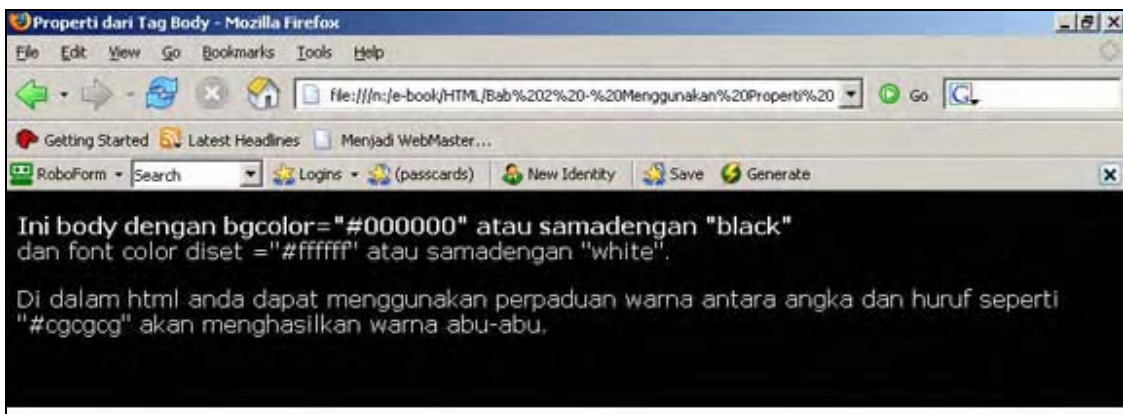 Properti dari Tag Body - Mozilla Firefox
File Edit View Go Bookmarks Tools Help
file:///n:/e-book/HTML/Bab%202%20-%20Menggunakan%20Properti%20 Go G
Getting Started Latest Headlines Menjadi WebMaster...
RoboForm Search Logins (passcards) New Identity Save Generate
Ini body dengan bgcolor="#000000" atau samadengan "black"
dan font color diset ="#ffffff" atau samadengan "white".
Di dalam html anda dapat menggunakan perpaduan warna antara angka dan huruf seperti
"#cgcgcg" akan menghasilkan warna abu-abu.